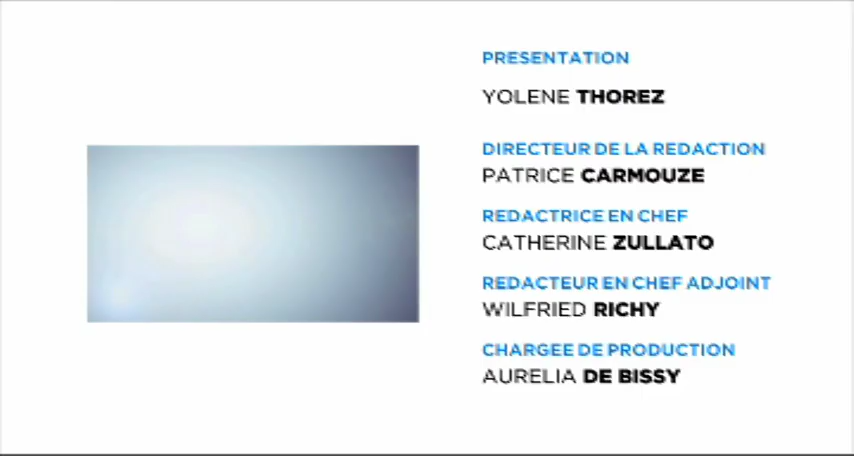 PRESENTATION
YOLENE THOREZ
DIRECTEUR DE LA REDACTION
PATRICE CARMOUZE
REDACTRICE EN CHEF
CATHERINE ZULLATO
REDACTEUR EN CHEF ADJOINT
WILFRIED RICHY
CHARGEE DE PRODUCTION
AURELIA DE BISSY